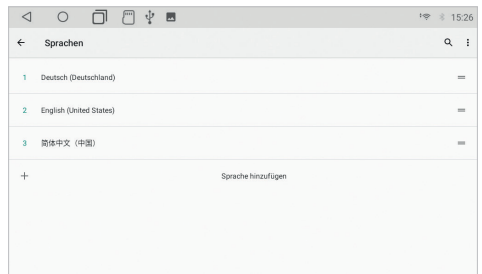 15:26
Sprachen
1 Deutsch (Deutschland)
2 English (United States)
3 简体中文（中国）
Sprache hinzufügen